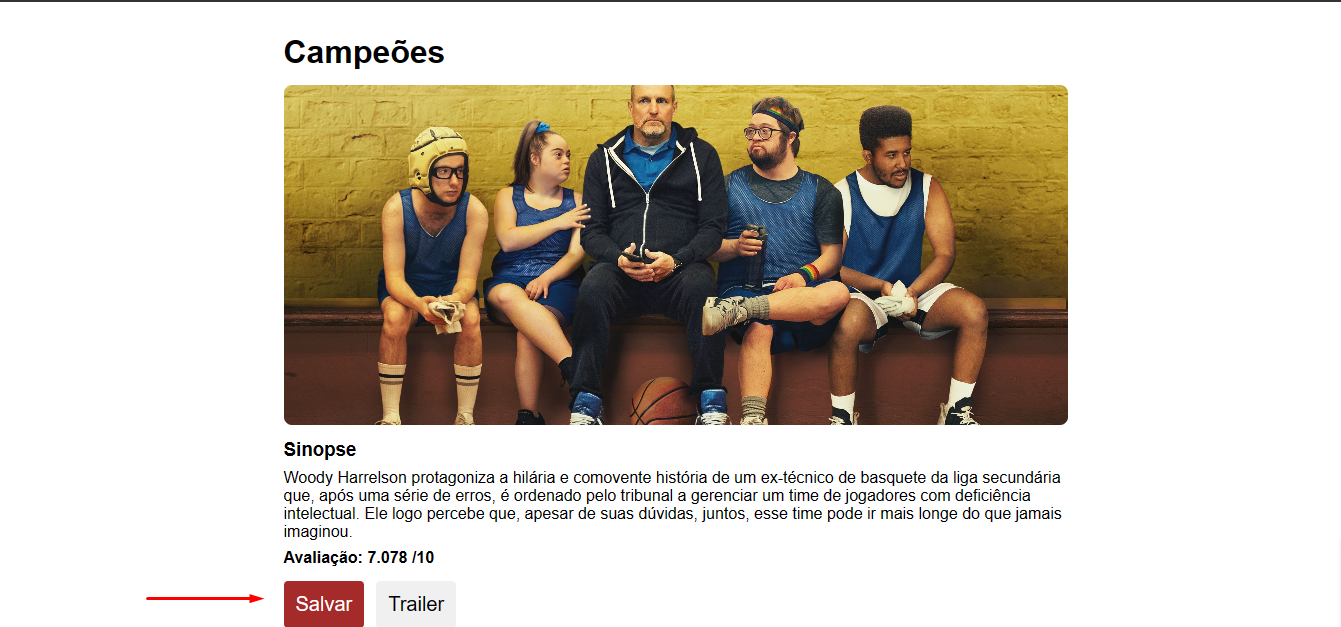 Campeões
Sinopse
Woody Harrelson protagoniza a hilária e comovente história de um ex-técnico de basquete da liga secundária
que, após uma série de erros, é ordenado pelo tribunal a gerenciar um time de jogadores com deficiência
intelectual. Ele logo percebe que, apesar de suas dúvidas, juntos, esse time pode ir mais longe do que jamais
imaginou.
Avaliação: 7.078 /10
Salvar
Trailer